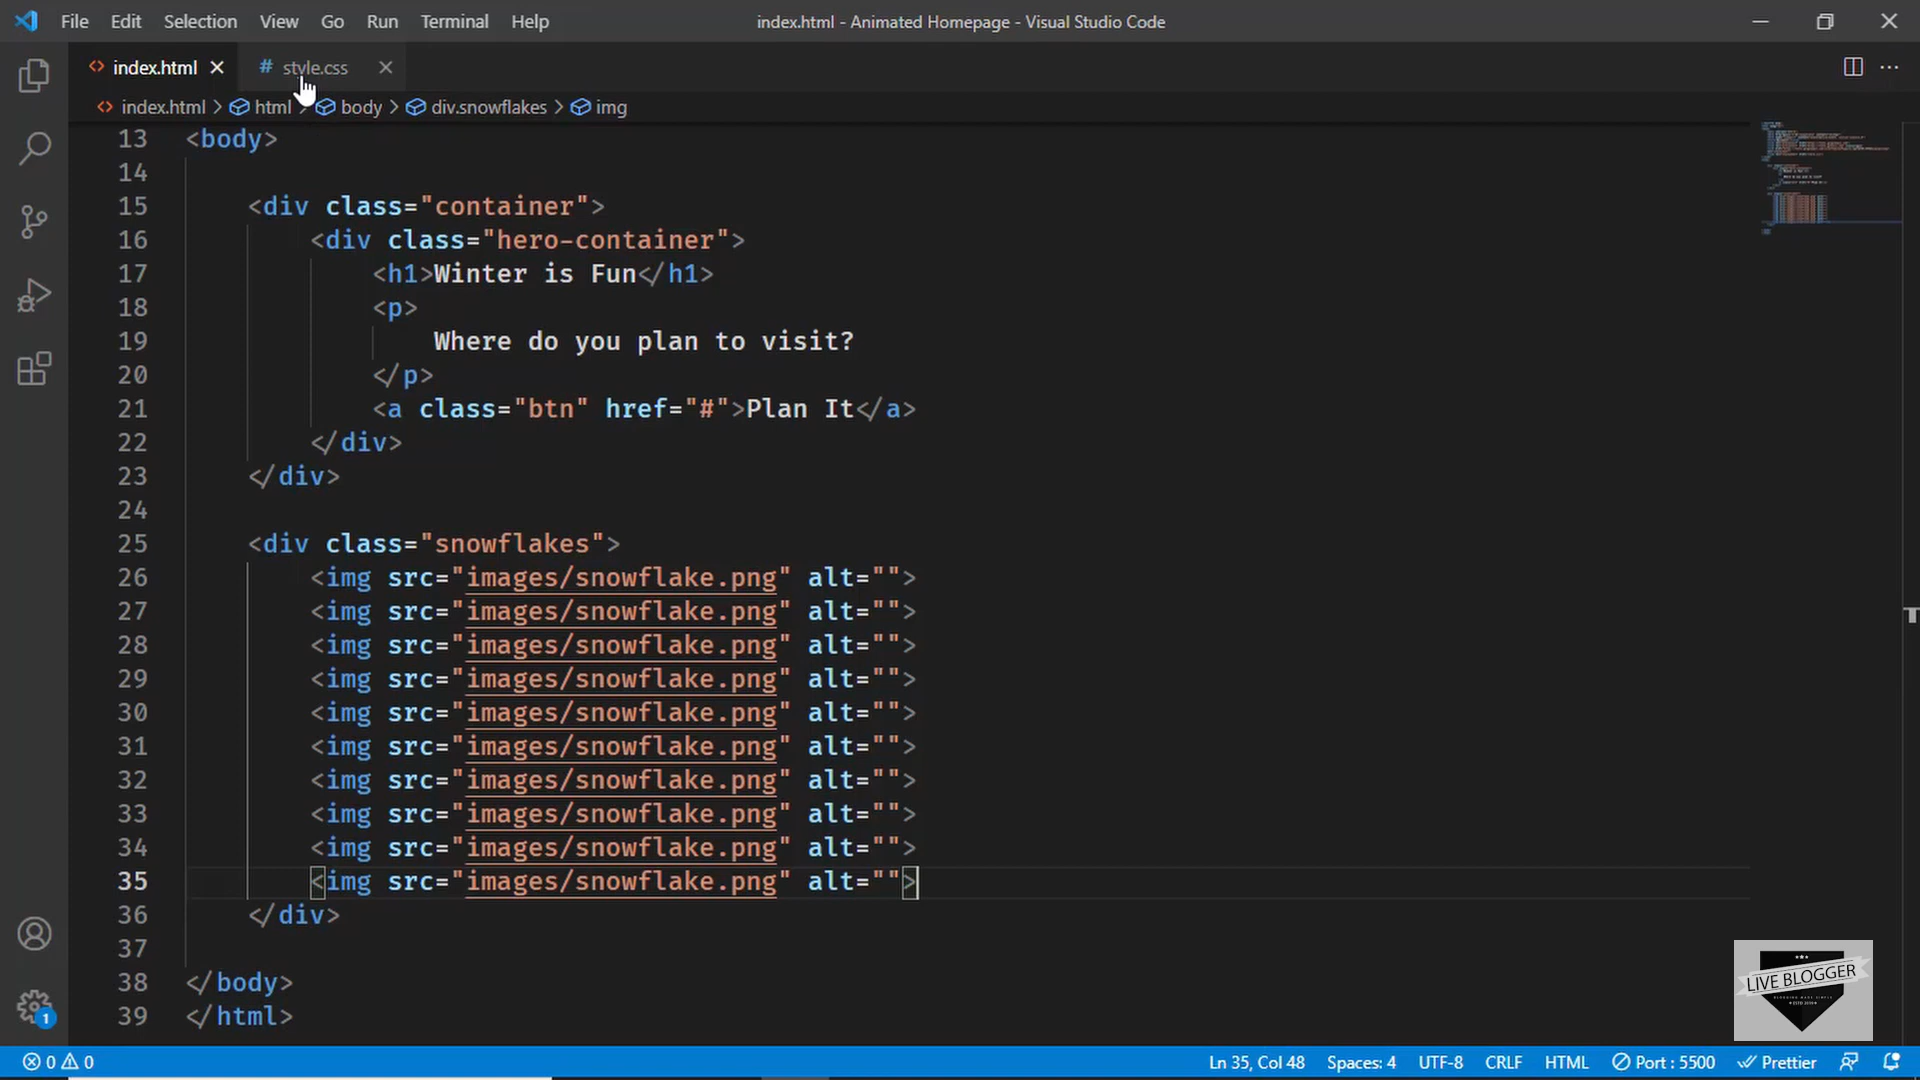 File Edit Selection View Go Run Terminal Help index.html - Animated Homepage - Visual Studio Code
index.html style.css
index.html > html > body > div.snowflakes > img
13 <body>
14
15 <div class="container">
16 <div class="hero-container">
17 <h1>Winter is Fun</h1>
18 <p>
19 Where do you plan to visit?
20 </p>
21 <a class="btn" href="#">Plan It</a>
22 </div>
23 </div>
24
25 <div class="snowflakes">
26 <img src="images/snowflake.png" alt="">
27 <img src="images/snowflake.png" alt="">
28 <img src="images/snowflake.png" alt="">
29 <img src="images/snowflake.png" alt="">
30 <img src="images/snowflake.png" alt="">
31 <img src="images/snowflake.png" alt="">
32 <img src="images/snowflake.png" alt="">
33 <img src="images/snowflake.png" alt="">
34 <img src="images/snowflake.png" alt="">
35 <img src="images/snowflake.png" alt="">
36 </div>
37
38 </body>
39 </html>
1
LIVE BLOGGER
0 0 Ln 35, Col 48 Spaces: 4 UTF-8 CRLF HTML Port : 5500 Prettier